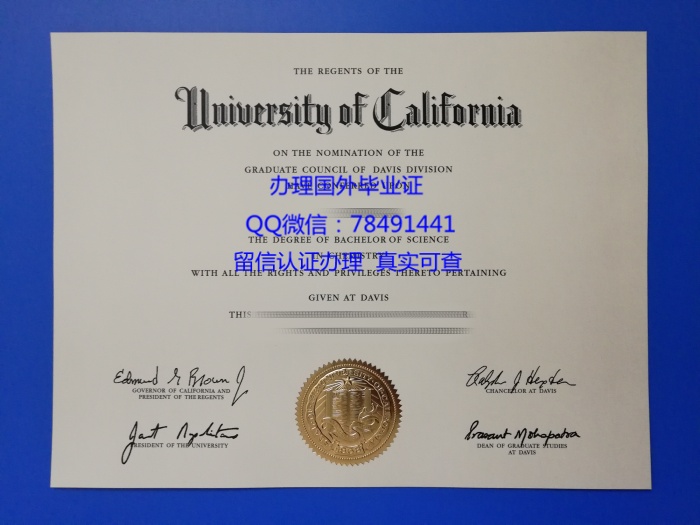 THE REGENTS OF THE
University of California
ON THE NOMINATION OF THE
GRADUATE COUNCIL OF DAVIS DIVISION
办理国外毕业证
QQ微信：78491441
THE DEGREE OF BACHELOR OF SCIENCE
留信认证办理 真实可查
WITH ALL THE RIGHTS AND PRIVILEGES THERETO PERTAINING
GIVEN AT DAVIS
THIS
GOVERNOR OF CALIFORNIA AND
PRESIDENT OF THE REGENTS
CHANCELLOR AT DAVIS
PRESIDENT OF THE UNIVERSITY
DEAN OF GRADUATE STUDIES
AT DAVIS